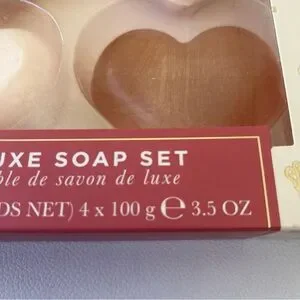 UXE SOAP SET
ble de savon de luxe
DS NET) 4 x 100 g ℮ 3.5 OZ